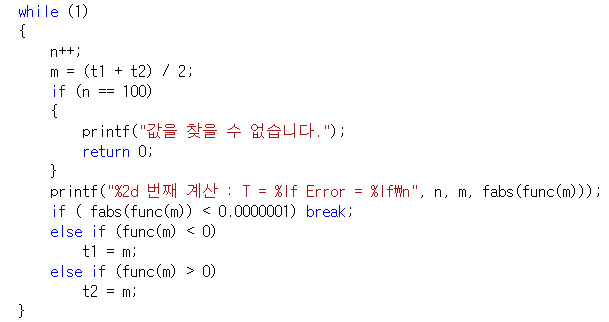 while (1)
{
n++;
m = (t1 + t2) / 2;
if (n == 100)
{
printf("값을 찾을 수 없습니다.");
return 0;
}
printf("%2d 번째 계산 : T = %lf Error = %lf₩n", n, m, fabs(func(m)));
if ( fabs(func(m)) < 0.0000001) break;
else if (func(m) < 0)
t1 = m;
else if (func(m) > 0)
t2 = m;
}